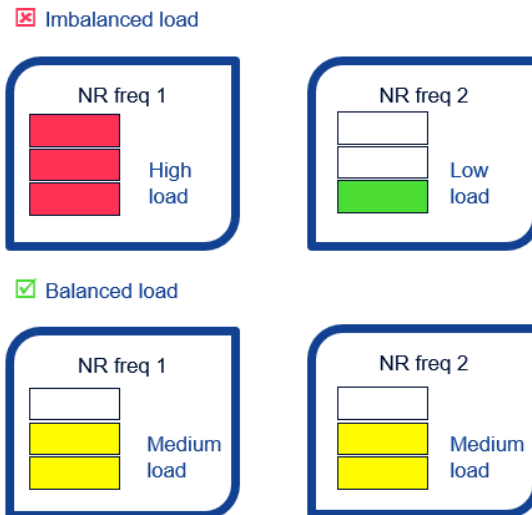 Imbalanced load
NR freq 1
High
load
NR freq 2
Low
load
Balanced load
NR freq 1
Medium
load
NR freq 2
Medium
load